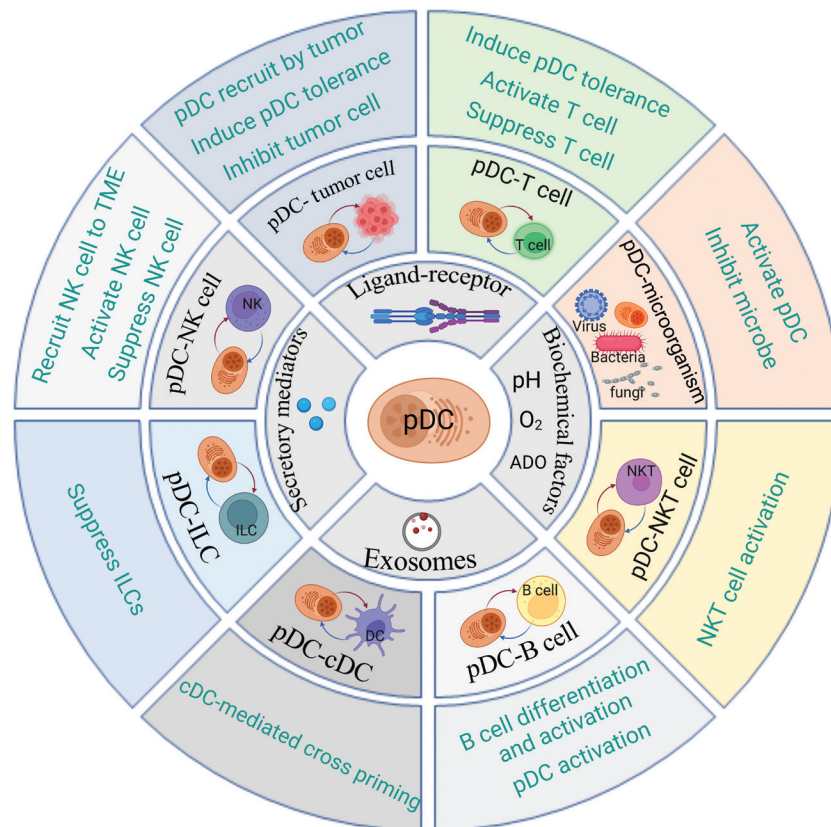 pDC recruit by tumor
Induce pDC tolerance
Inhibit tumor cell
Induce pDC tolerance
Activate T cell
Suppress T cell
Activate pDC
Inhibit microbe
NKT cell activation
B cell differentiation
and activation
pDC activation
cDC-mediated cross priming
Suppress ILCs
Recruit NK cell to TME
Activate NK cell
Suppress NK cell
pDC- tumor cell
pDC-T cell
T cell
pDC-microorganism
Virus
Bacteria
fungi
NKT
pDC-NKT cell
B cell
pDC-B cell
DC
pDC-cDC
ILC
pDC-ILC
NK
pDC-NK cell
Ligand-receptor
Biochemical factors
pH
O₂
ADO
Exosomes
Secretory mediators
pDC